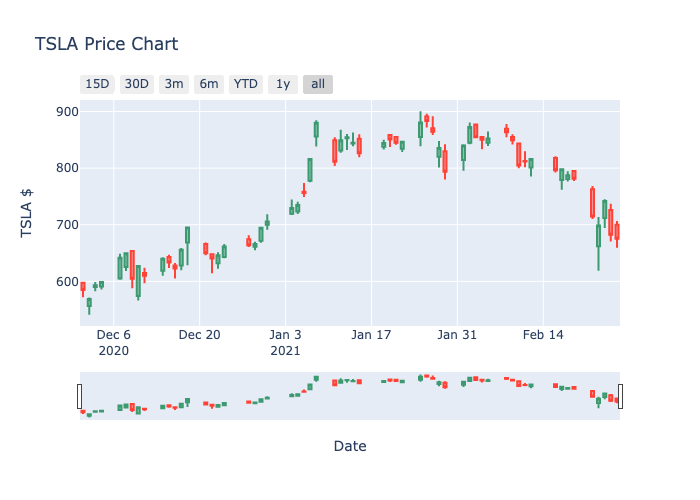 TSLA Price Chart
15D 30D 3m 6m YTD 1y all
TSLA $
900
800
700
600
Dec 6 Dec 20 Jan 3 Jan 17 Jan 31 Feb 14
2020 2021
Date